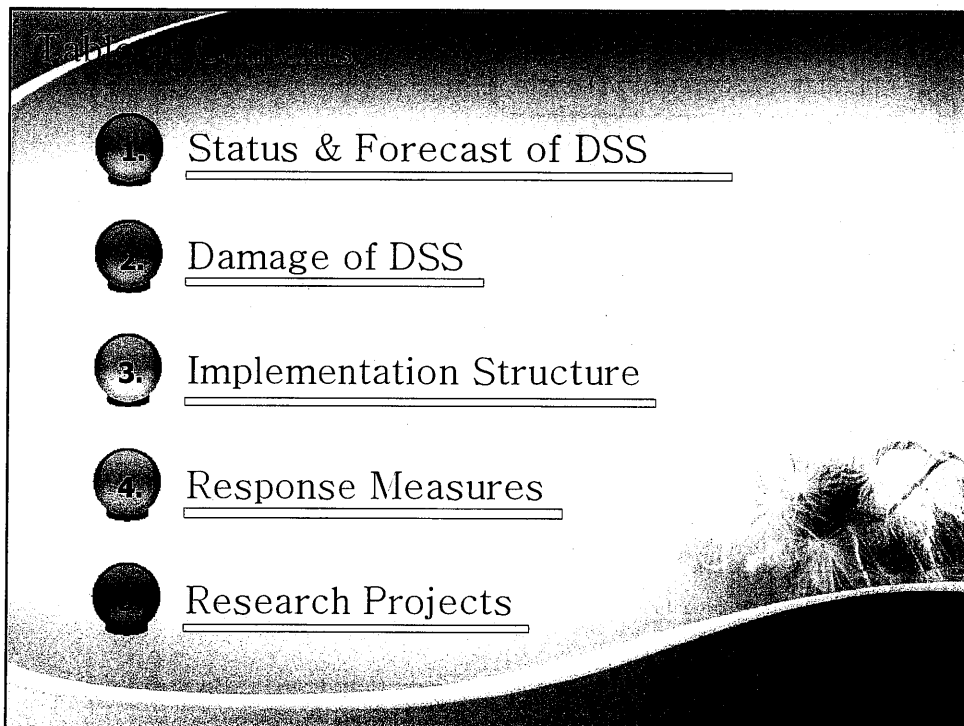 Table of Contents
1. Status & Forecast of DSS
2. Damage of DSS
3. Implementation Structure
4. Response Measures
Research Projects